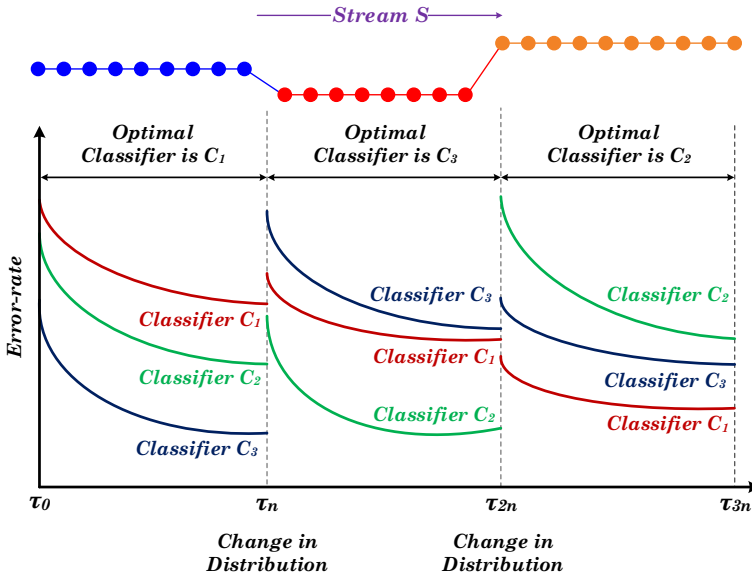 Stream S
Optimal
Classifier is C₁
Optimal
Classifier is C₃
Optimal
Classifier is C₂
Error-rate
Classifier C₁
Classifier C₂
Classifier C₃
Classifier C₃
Classifier C₁
Classifier C₂
Classifier C₂
Classifier C₃
Classifier C₁
τ₀
τₙ
τ₂ₙ
τ₃ₙ
Change in
Distribution
Change in
Distribution